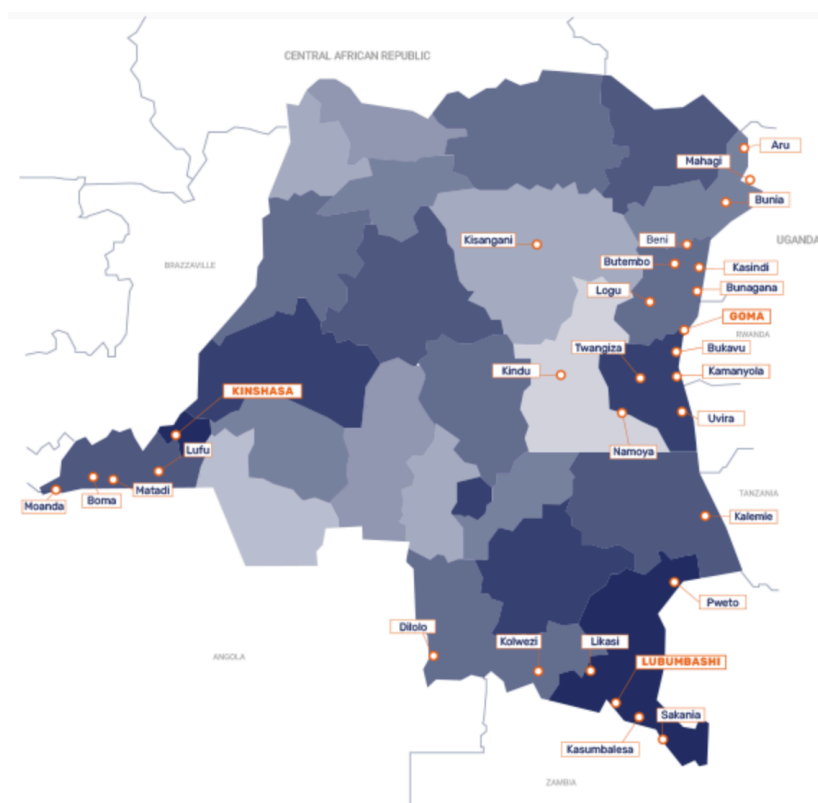 CENTRAL AFRICAN REPUBLIC
Aru
Mahagi
Bunia
Kisangani
Beni
UGANDA
BRAZZAVILLE
Butembo
Kasindi
Logu
Bunagana
GOMA
RWANDA
Twangiza
Bukavu
Kindu
Kamanyola
KINSHASA
Uvira
Lufu
Namoya
Matadi
Boma
Moanda
TANZANIA
Kalemie
Pweto
Dilolo
Kolwezi
Likasi
ANGOLA
LUBUMBASHI
Sakania
Kasumbalesa
ZAMBIA